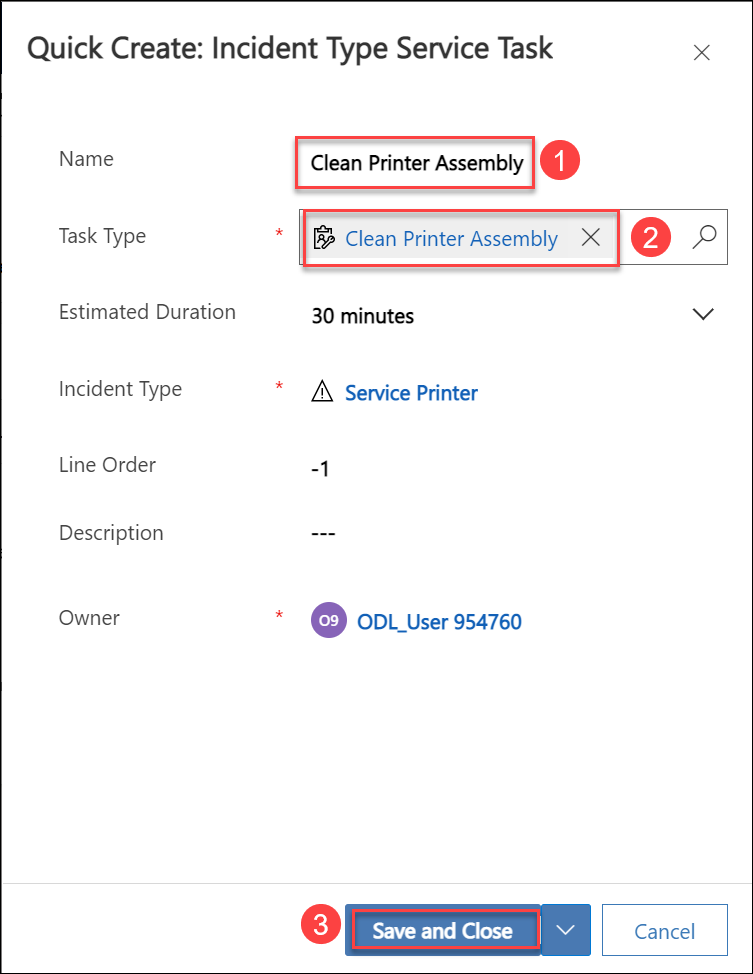 Quick Create: Incident Type Service Task
Name Clean Printer Assembly 1
Task Type * Clean Printer Assembly 2
Estimated Duration 30 minutes
Incident Type * Service Printer
Line Order -1
Description ---
Owner * O9 ODL_User 954760
3 Save and Close Cancel